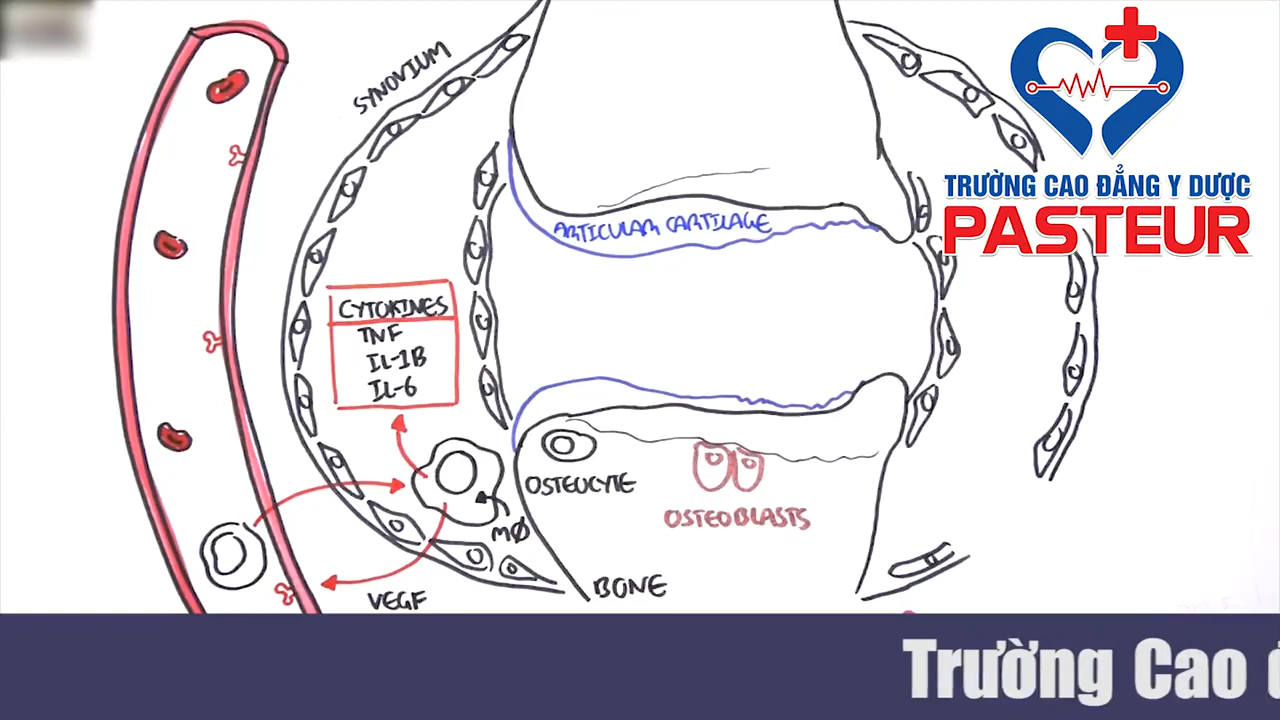 SYNOVIUM
TRƯỜNG CAO ĐẲNG Y DƯỢC
PASTEUR
ARTICULAR CARTILAGE
CYTOKINES
TNF
IL-1B
IL-6
OSTEOCYTE
MØ
OSTEOBLASTS
BONE
VEGF
Trường Cao